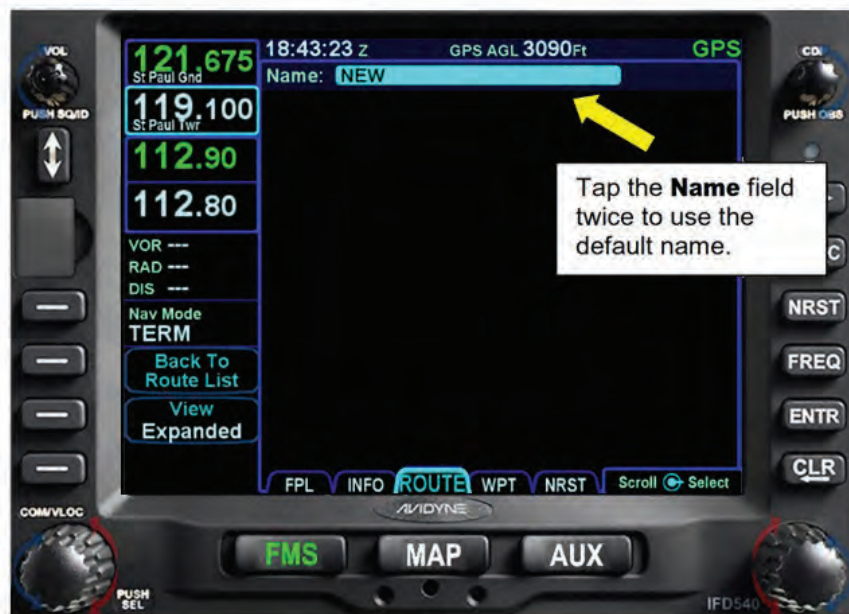 VOL
PUSH SQ/ID
121.675
St Paul Gnd
119.100
St Paul Twr
112.90
112.80
VOR ---
RAD ---
DIS ---
Nav Mode
TERM
Back To
Route List
View
Expanded
18:43:23 Z
GPS AGL 3090Ft
GPS
Name: NEW
Tap the Name field
twice to use the
default name.
CDI
PUSH OBS
C
NRST
FREQ
ENTR
CLR
FPL
INFO
ROUTE
WPT
NRST
Scroll
Select
AVIDYNE
COM/VLOC
PUSH
SEL
FMS
MAP
AUX
IFD540